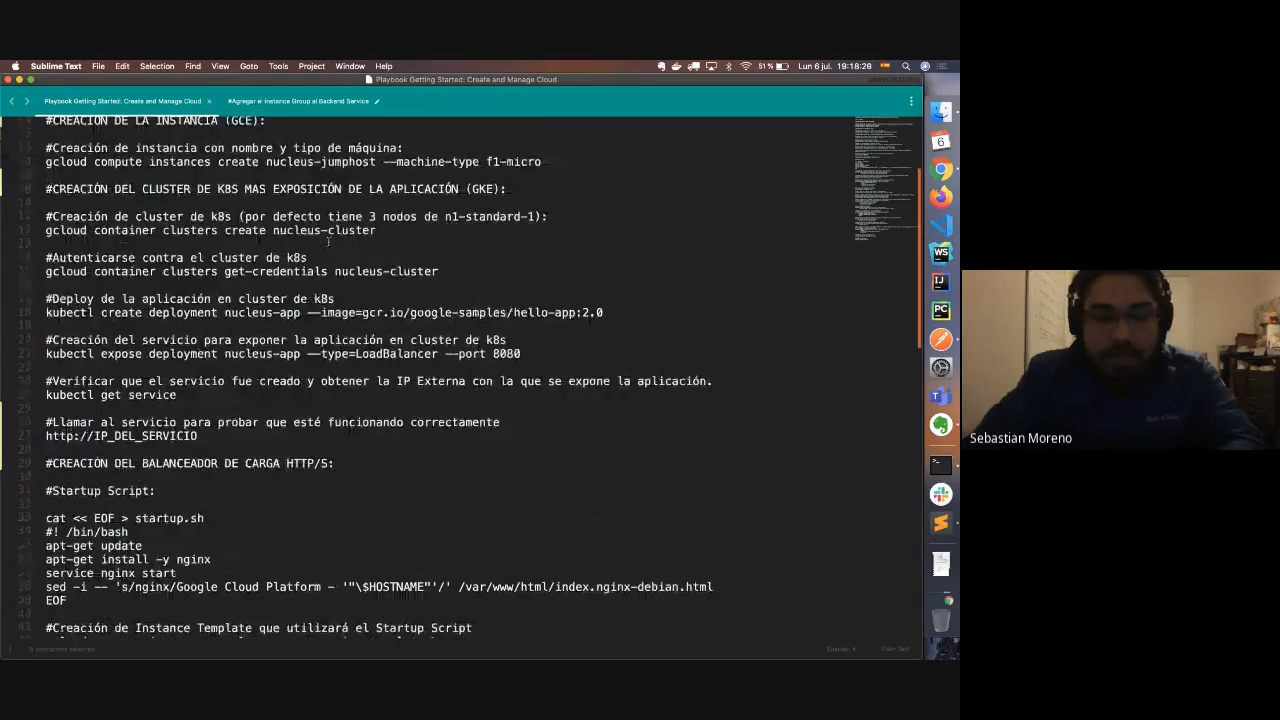 Sublime Text File Edit Selection Find View Goto Tools Project Window Help 51% Lun 6 jul. 19:18:29
Playbook Getting Started: Create and Manage Cloud UNREGISTERED
Playbook Getting Started: Create and Manage Cloud #Agregar el instance Group al Backend Service
#CREACIÓN DE LA INSTANCIA (GCE):
#Creación de instancia con nombre y tipo de máquina:
gcloud compute instances create nucleus-jumphost --machine-type f1-micro
#CREACIÓN DEL CLUSTER DE K8S MAS EXPOSICIÓN DE LA APLICACIÓN (GKE):
#Creación de cluster de k8s (por defecto tiene 3 nodos de n1-standard-1):
gcloud container clusters create nucleus-cluster
#Autenticarse contra el cluster de k8s
gcloud container clusters get-credentials nucleus-cluster
#Deploy de la aplicación en cluster de k8s
kubectl create deployment nucleus-app --image=gcr.io/google-samples/hello-app:2.0
#Creación del servicio para exponer la aplicación en cluster de k8s
kubectl expose deployment nucleus-app --type=LoadBalancer --port 8080
#Verificar que el servicio fue creado y obtener la IP Externa con la que se expone la aplicación.
kubectl get service
#Llamar al servicio para probar que esté funcionando correctamente
http://IP_DEL_SERVICIO
#CREACIÓN DEL BALANCEADOR DE CARGA HTTP/S:
#Startup Script:
cat << EOF > startup.sh
#! /bin/bash
apt-get update
apt-get install -y nginx
service nginx start
sed -i -- 's/nginx/Google Cloud Platform - '"\$HOSTNAME"'/' /var/www/html/index.nginx-debian.html
EOF
#Creación de Instance Template que utilizará el Startup Script
6 characters selected Spaces: 4 Plain Text
Sebastian Moreno